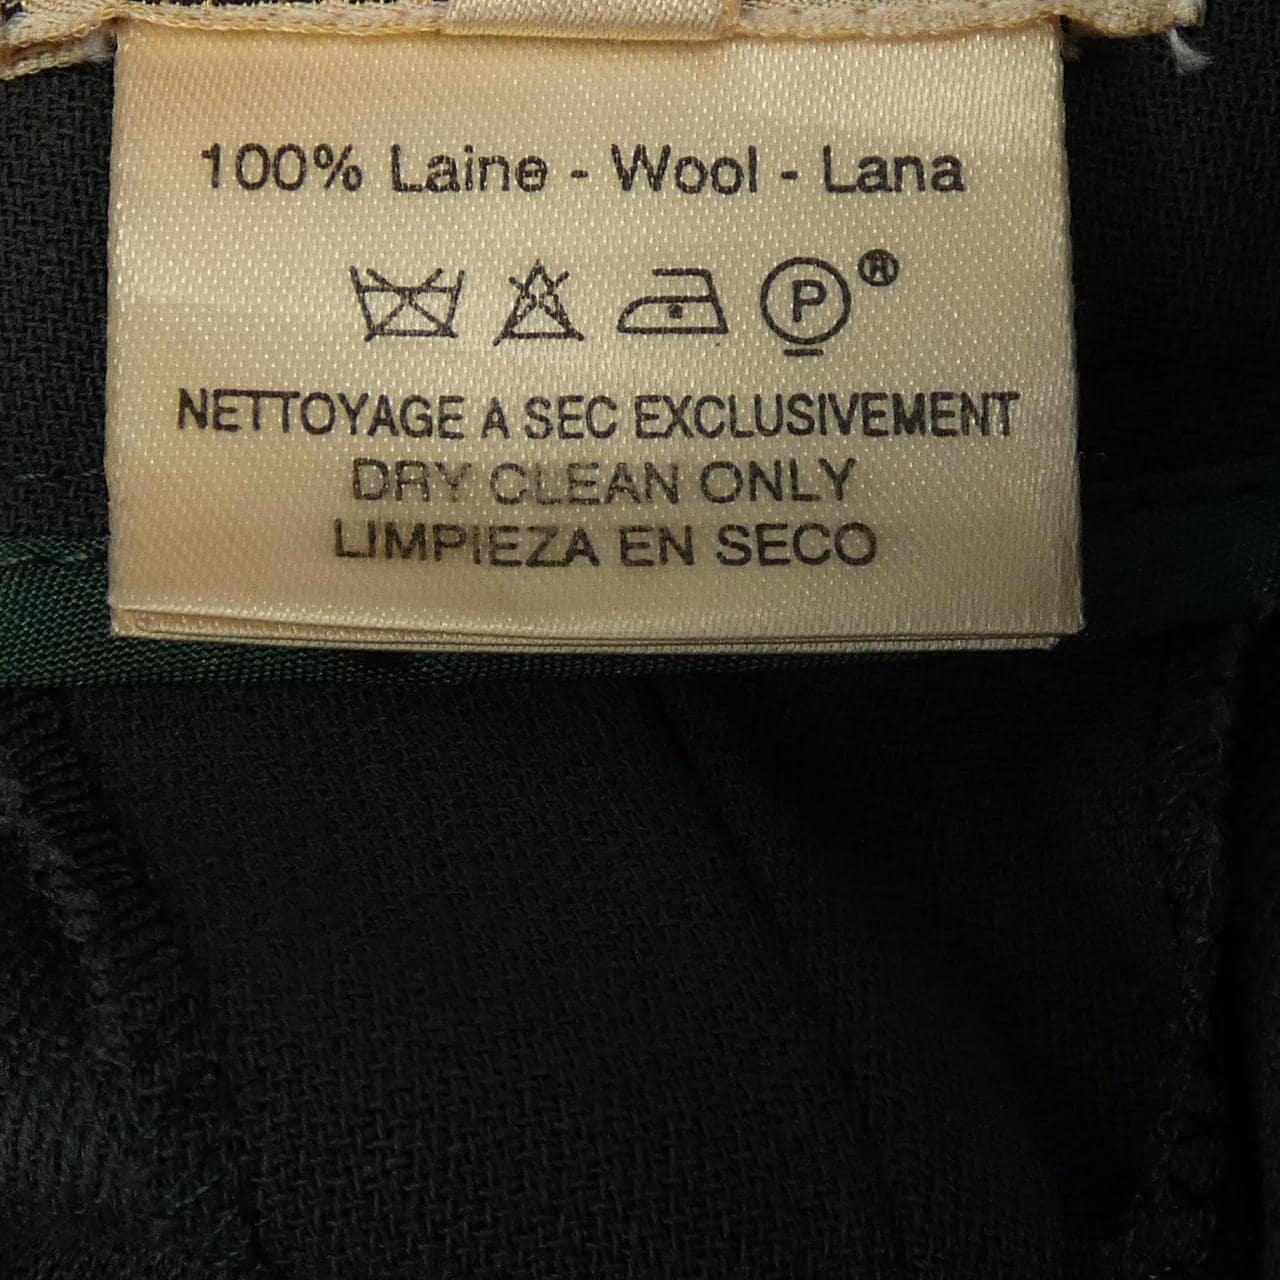 100% Laine - Wool - Lana
P®
NETTOYAGE A SEC EXCLUSIVEMENT
DRY CLEAN ONLY
LIMPIEZA EN SECO